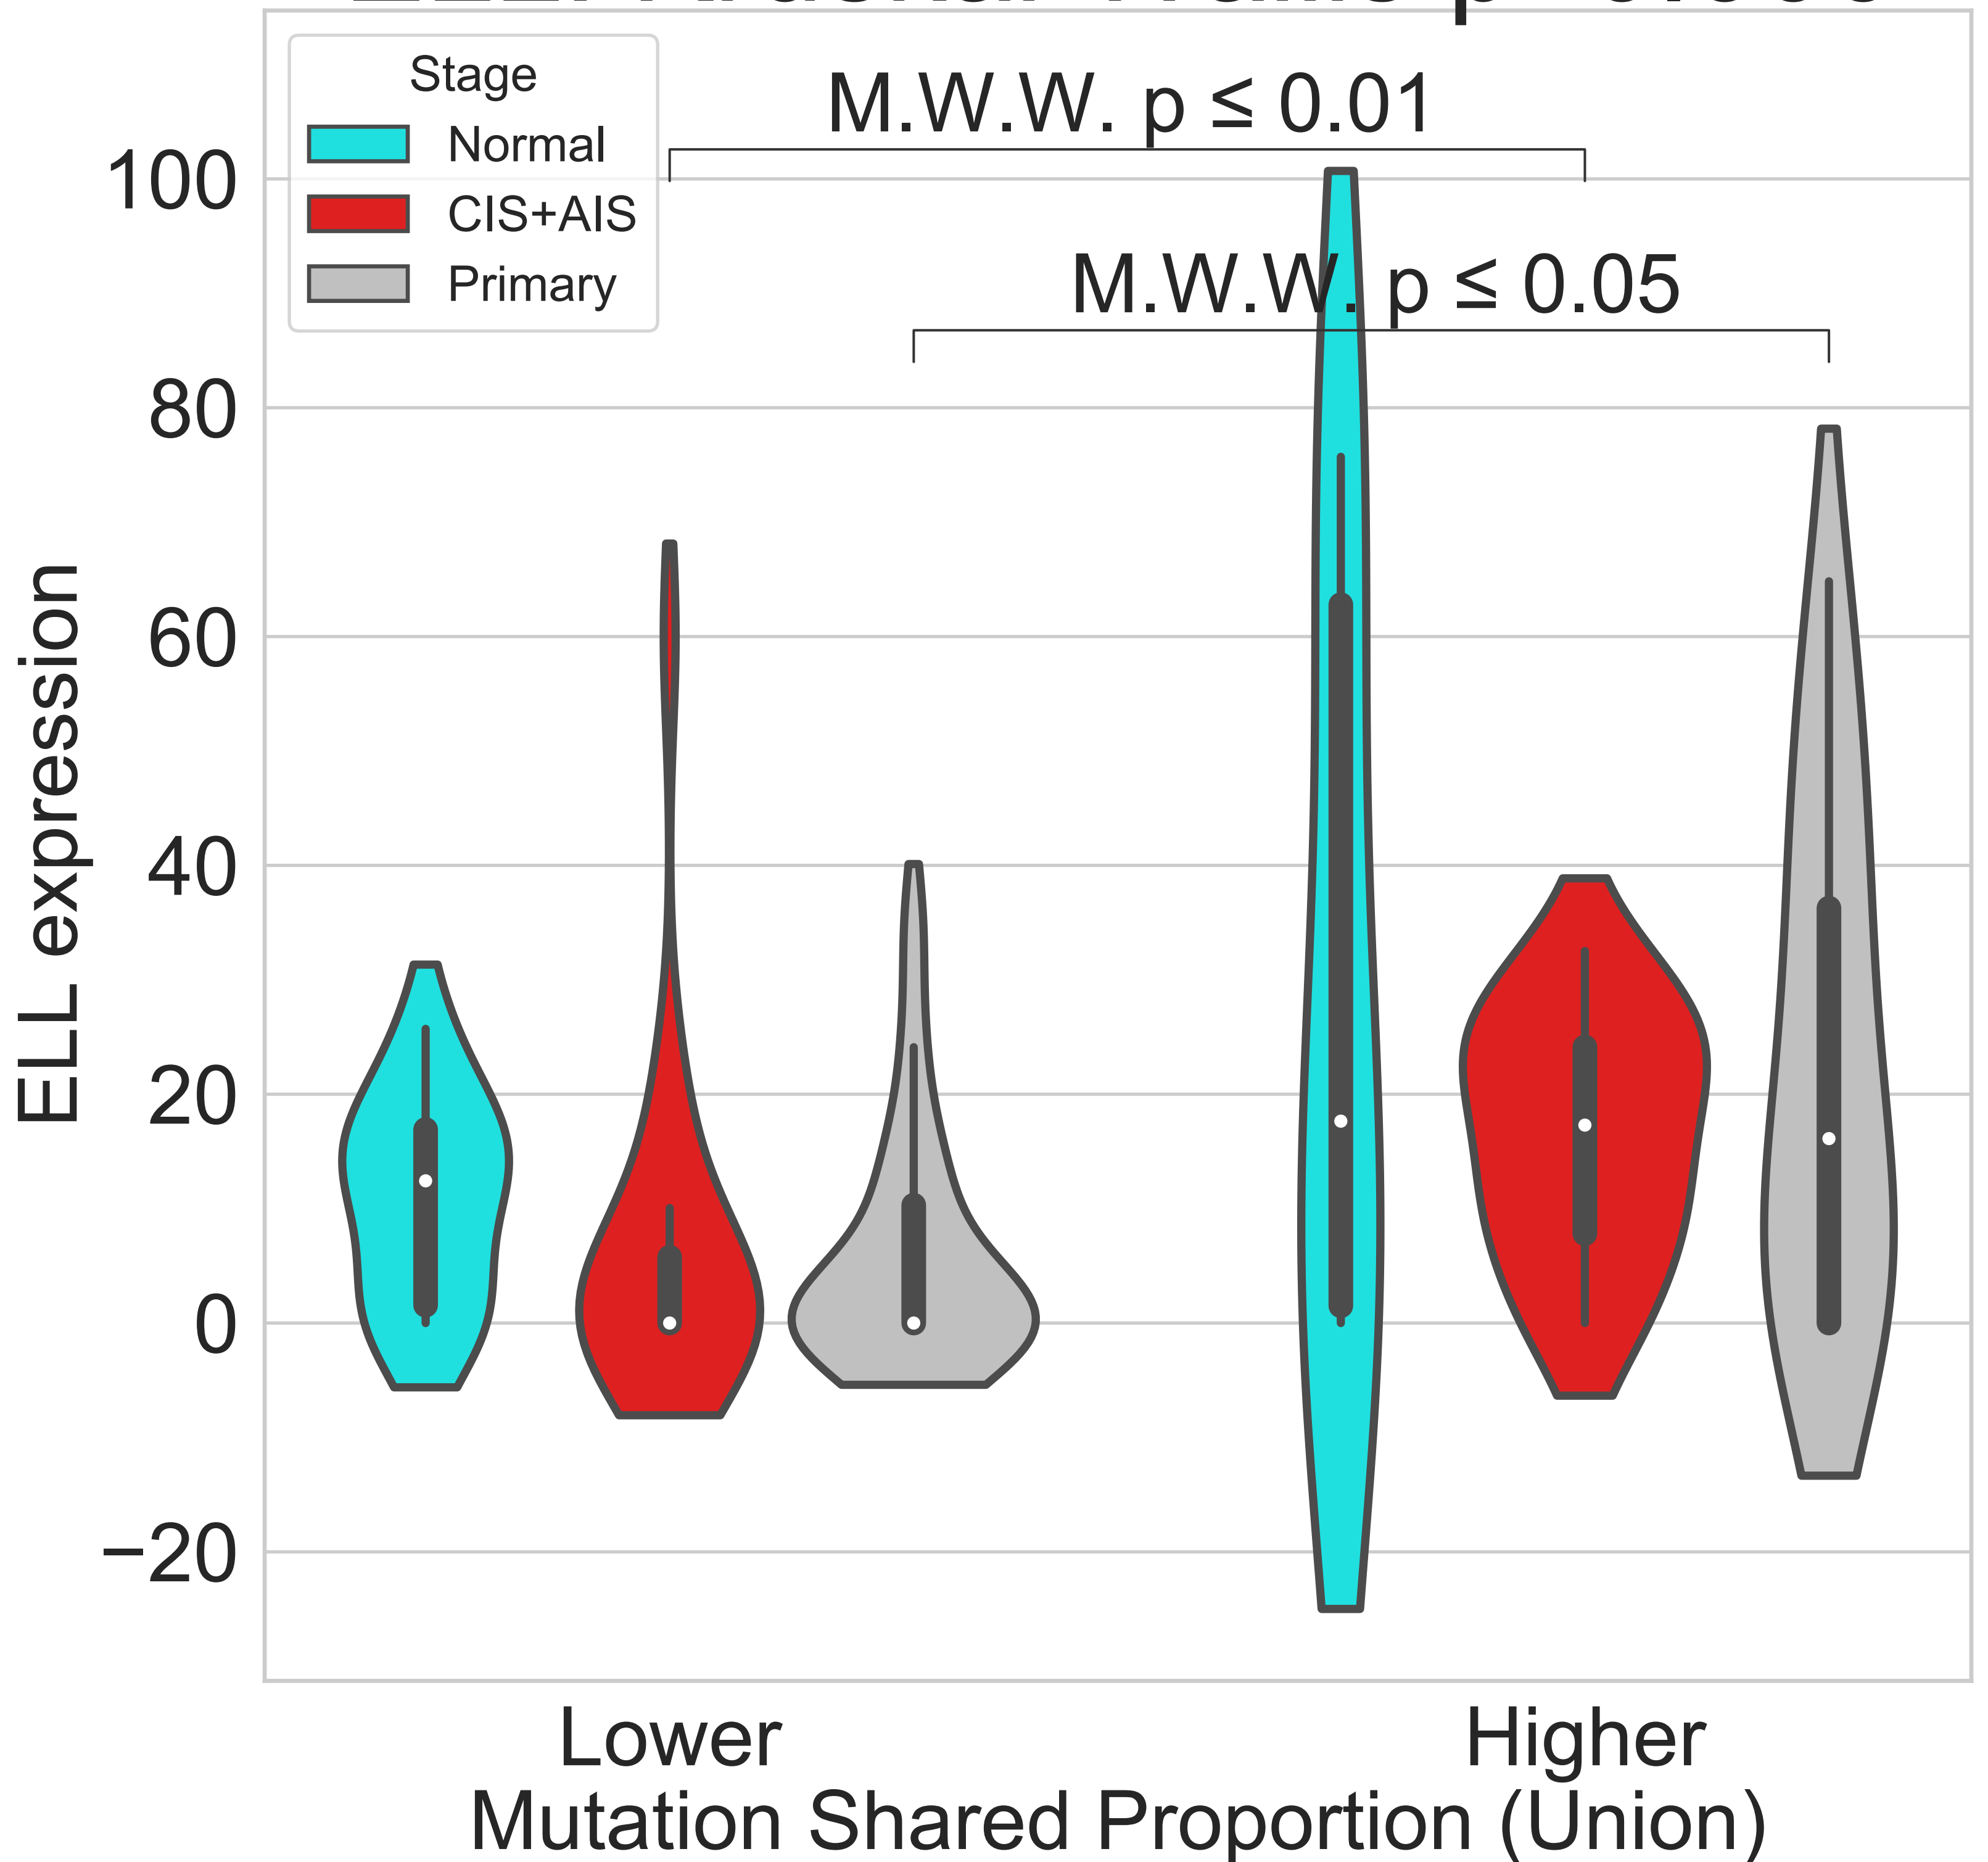 Stage
Normal
CIS+AIS
Primary
M.W.W. p ≤ 0.01
M.W.W. p ≤ 0.05
100
80
60
40
20
0
−20
ELL expression
Lower
Higher
Mutation Shared Proportion (Union)